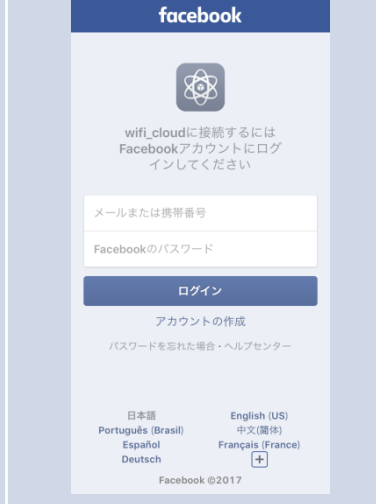 facebook
wifi_cloudに接続するには
Facebookアカウントにログ
インしてください
メールまたは携帯番号
Facebookのパスワード
ログイン
アカウントの作成
パスワードを忘れた場合・ヘルプセンター
日本語 English (US)
Português (Brasil) 中文(简体)
Español Français (France)
Deutsch
Facebook ©2017